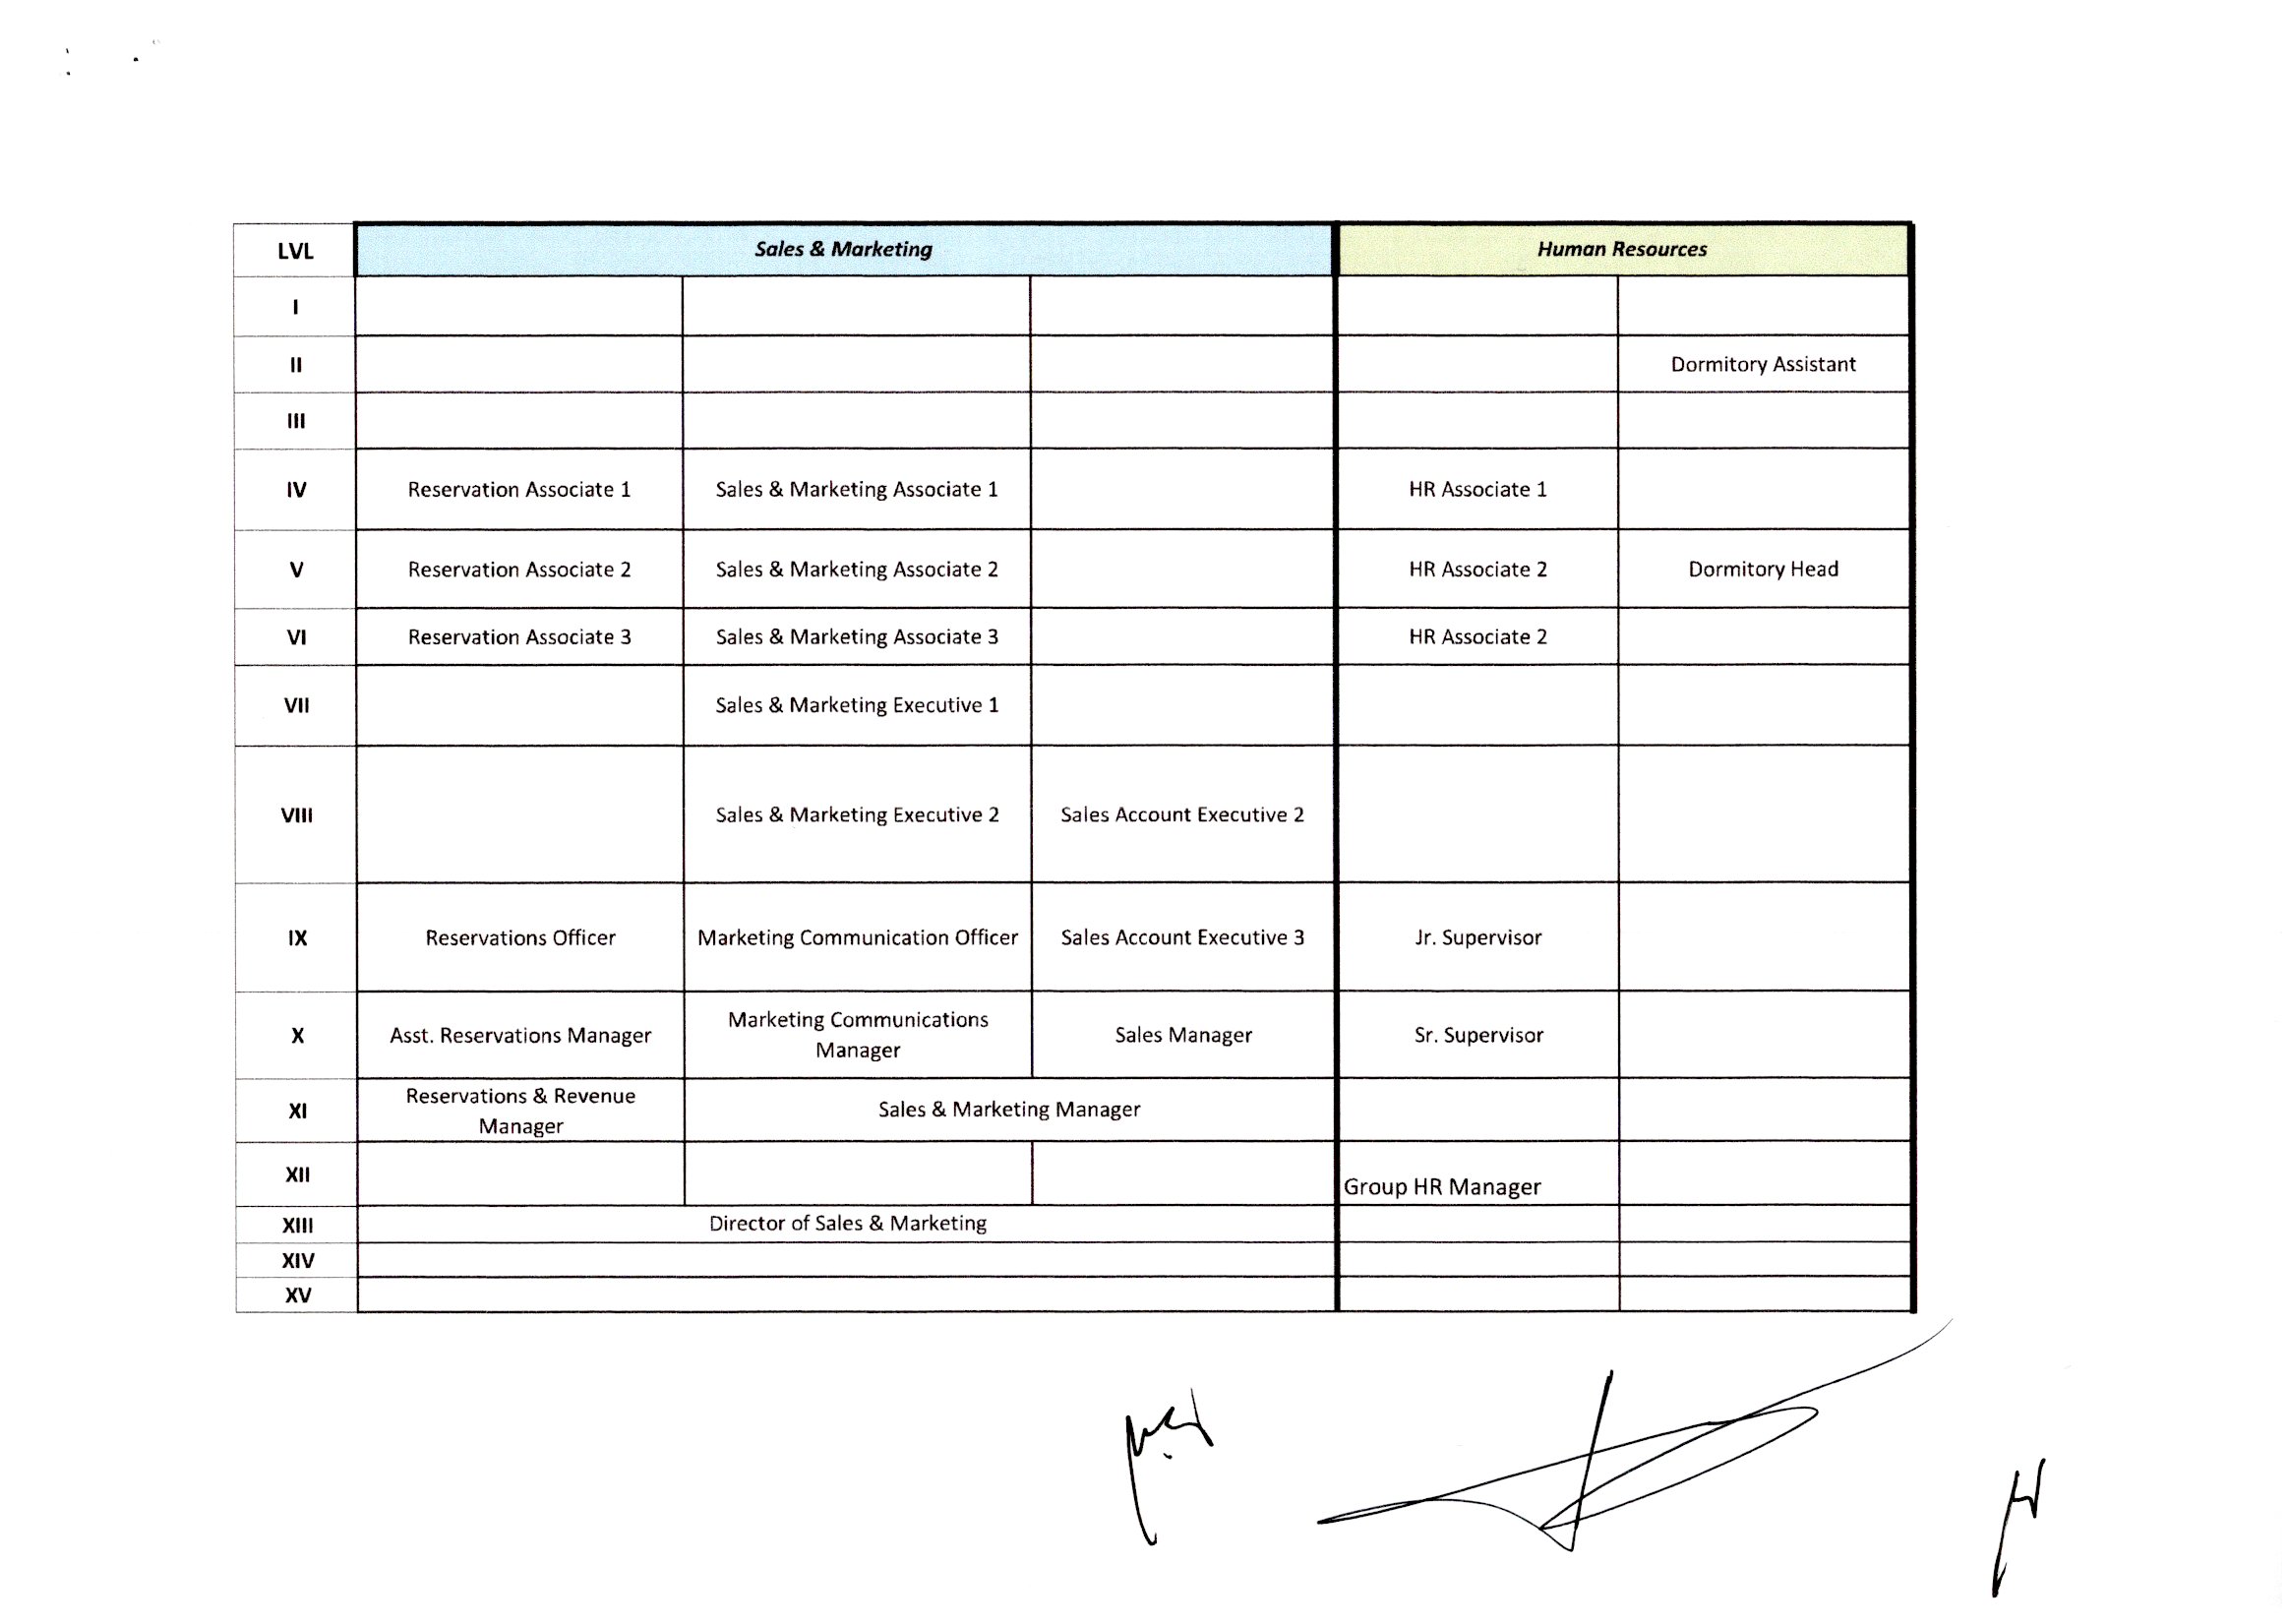 LVL Sales & Marketing Human Resources
I
II Dormitory Assistant
III
IV Reservation Associate 1 Sales & Marketing Associate 1 HR Associate 1
V Reservation Associate 2 Sales & Marketing Associate 2 HR Associate 2 Dormitory Head
VI Reservation Associate 3 Sales & Marketing Associate 3 HR Associate 2
VII Sales & Marketing Executive 1
VIII Sales & Marketing Executive 2 Sales Account Executive 2
IX Reservations Officer Marketing Communication Officer Sales Account Executive 3 Jr. Supervisor
X Asst. Reservations Manager Marketing Communications
Manager Sales Manager Sr. Supervisor
XI Reservations & Revenue
Manager Sales & Marketing Manager
XII Group HR Manager
XIII Director of Sales & Marketing
XIV
XV